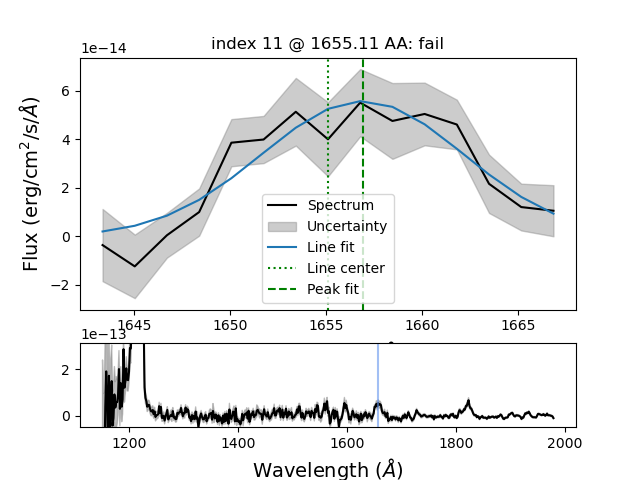 index 11 @ 1655.11 AA: fail
1e−14
6
4
2
0
−2
Flux (erg/cm²/s/Å)
Spectrum
Uncertainty
Line fit
Line center
Peak fit
1645 1650 1655 1660 1665
1e−13
2
0
1200 1400 1600 1800 2000
Wavelength (Å)